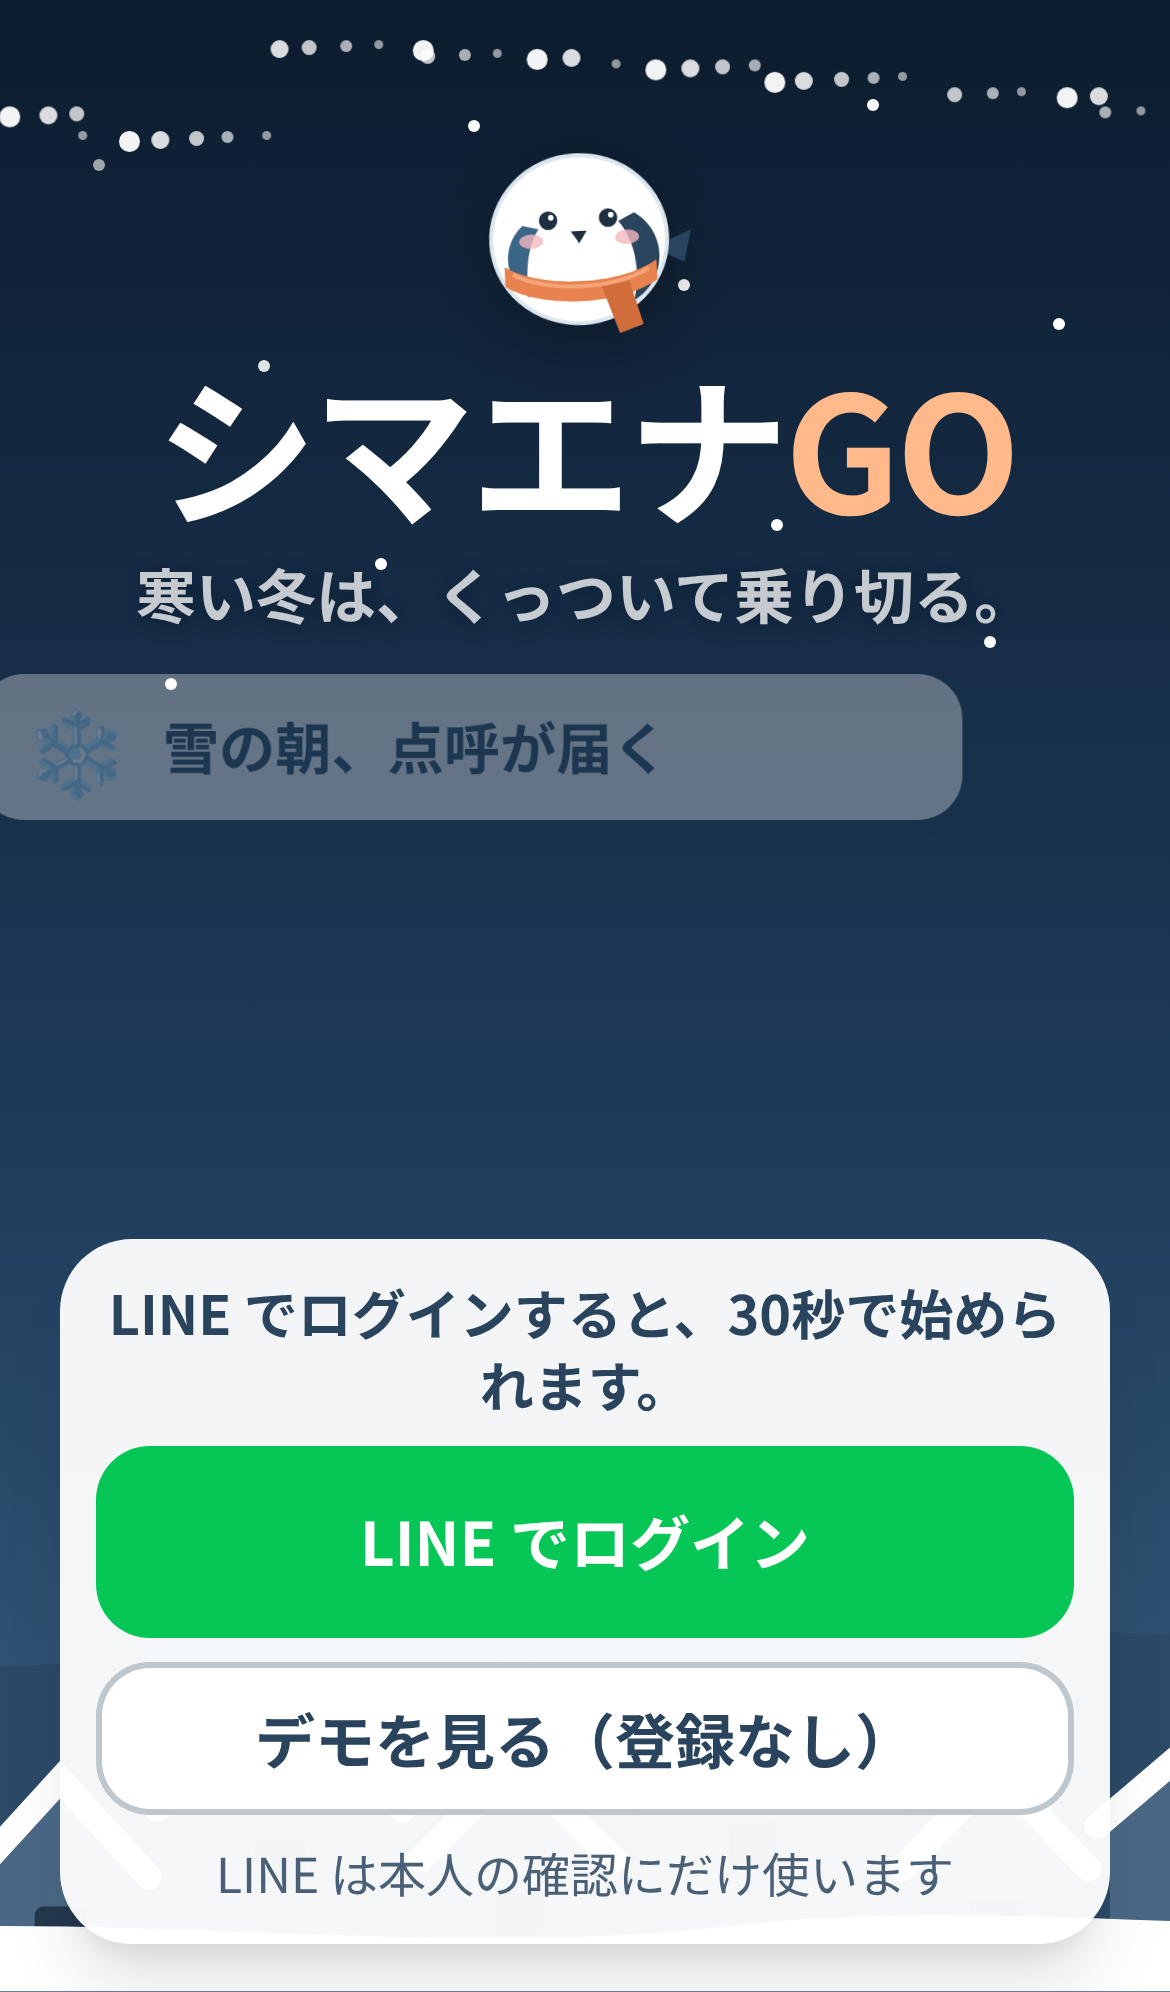 シマエナGO
寒い冬は、くっついて乗り切る。
雪の朝、点呼が届く
LINE でログインすると、30秒で始めら
れます。
LINE でログイン
デモを見る（登録なし）
LINE は本人の確認にだけ使います